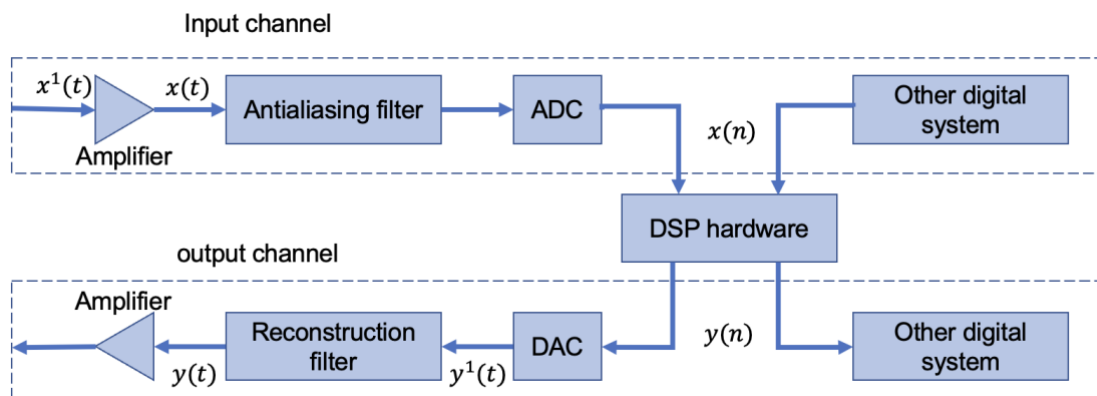 Input channel
x¹(t)
x(t)
Antialiasing filter
ADC
Other digital
system
x(n)
Amplifier
DSP hardware
output channel
Amplifier
Reconstruction
filter
DAC
y(n)
Other digital
system
y(t)
y¹(t)